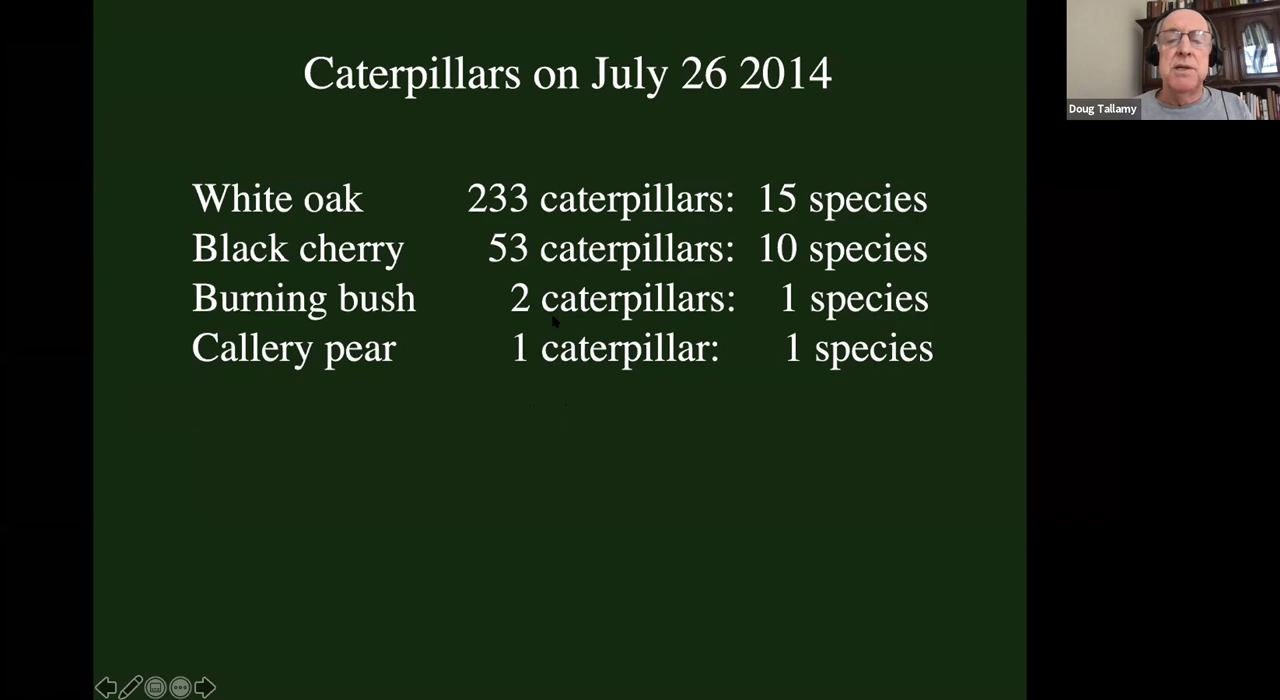 Caterpillars on July 26 2014
White oak 233 caterpillars: 15 species
Black cherry 53 caterpillars: 10 species
Burning bush 2 caterpillars: 1 species
Callery pear 1 caterpillar: 1 species
Doug Tallamy